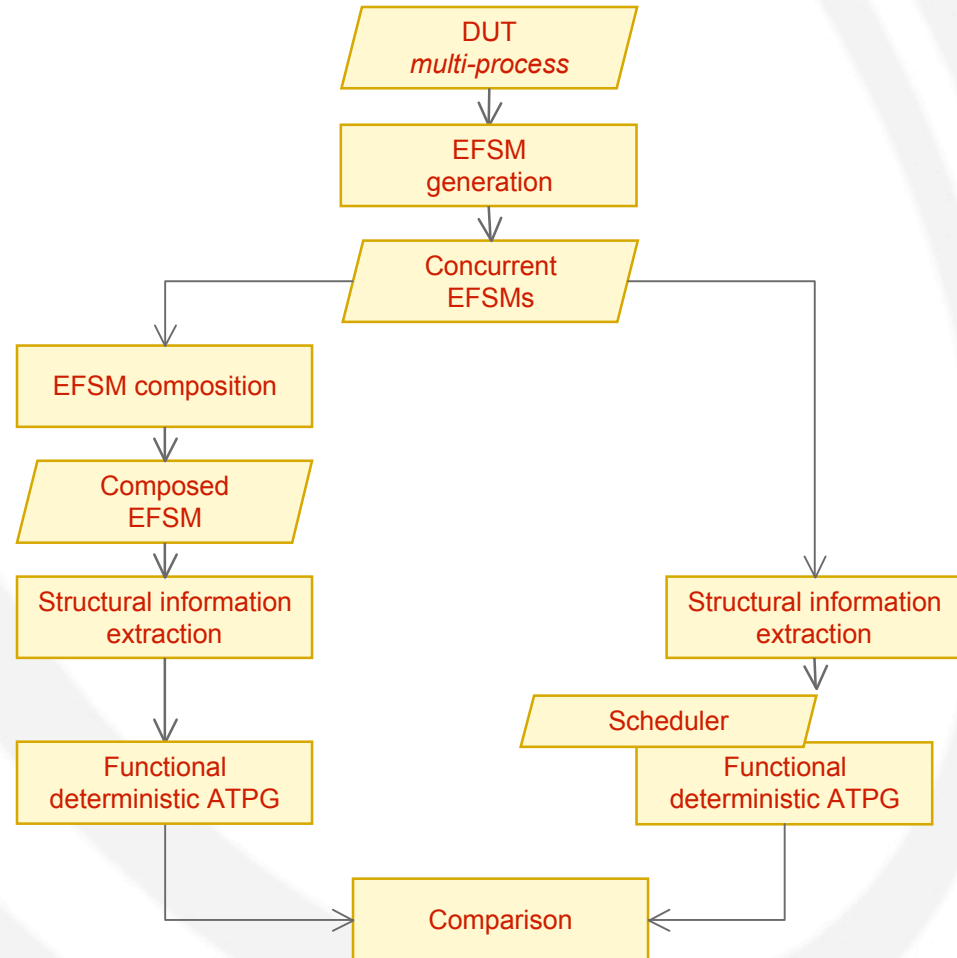 DUT
multi-process
EFSM
generation
Concurrent
EFSMs
EFSM composition
Composed
EFSM
Structural information
extraction
Structural information
extraction
Scheduler
Functional
deterministic ATPG
Functional
deterministic ATPG
Comparison